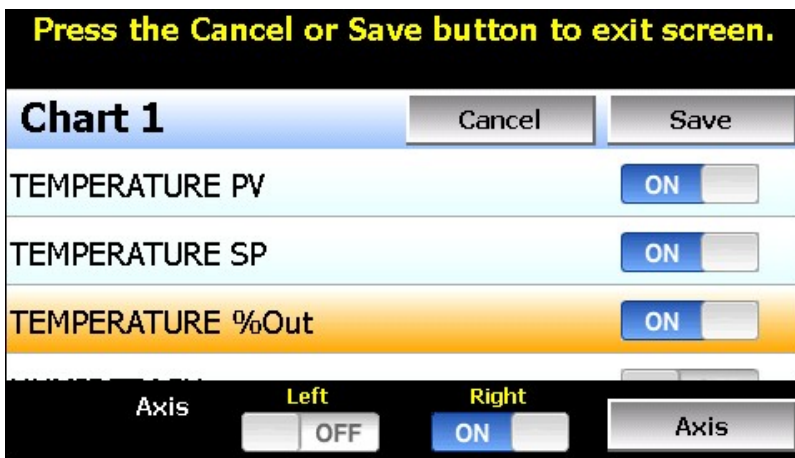 Press the Cancel or Save button to exit screen.
Chart 1 Cancel Save
TEMPERATURE PV ON
TEMPERATURE SP ON
TEMPERATURE %Out ON
Left Right
Axis OFF ON Axis